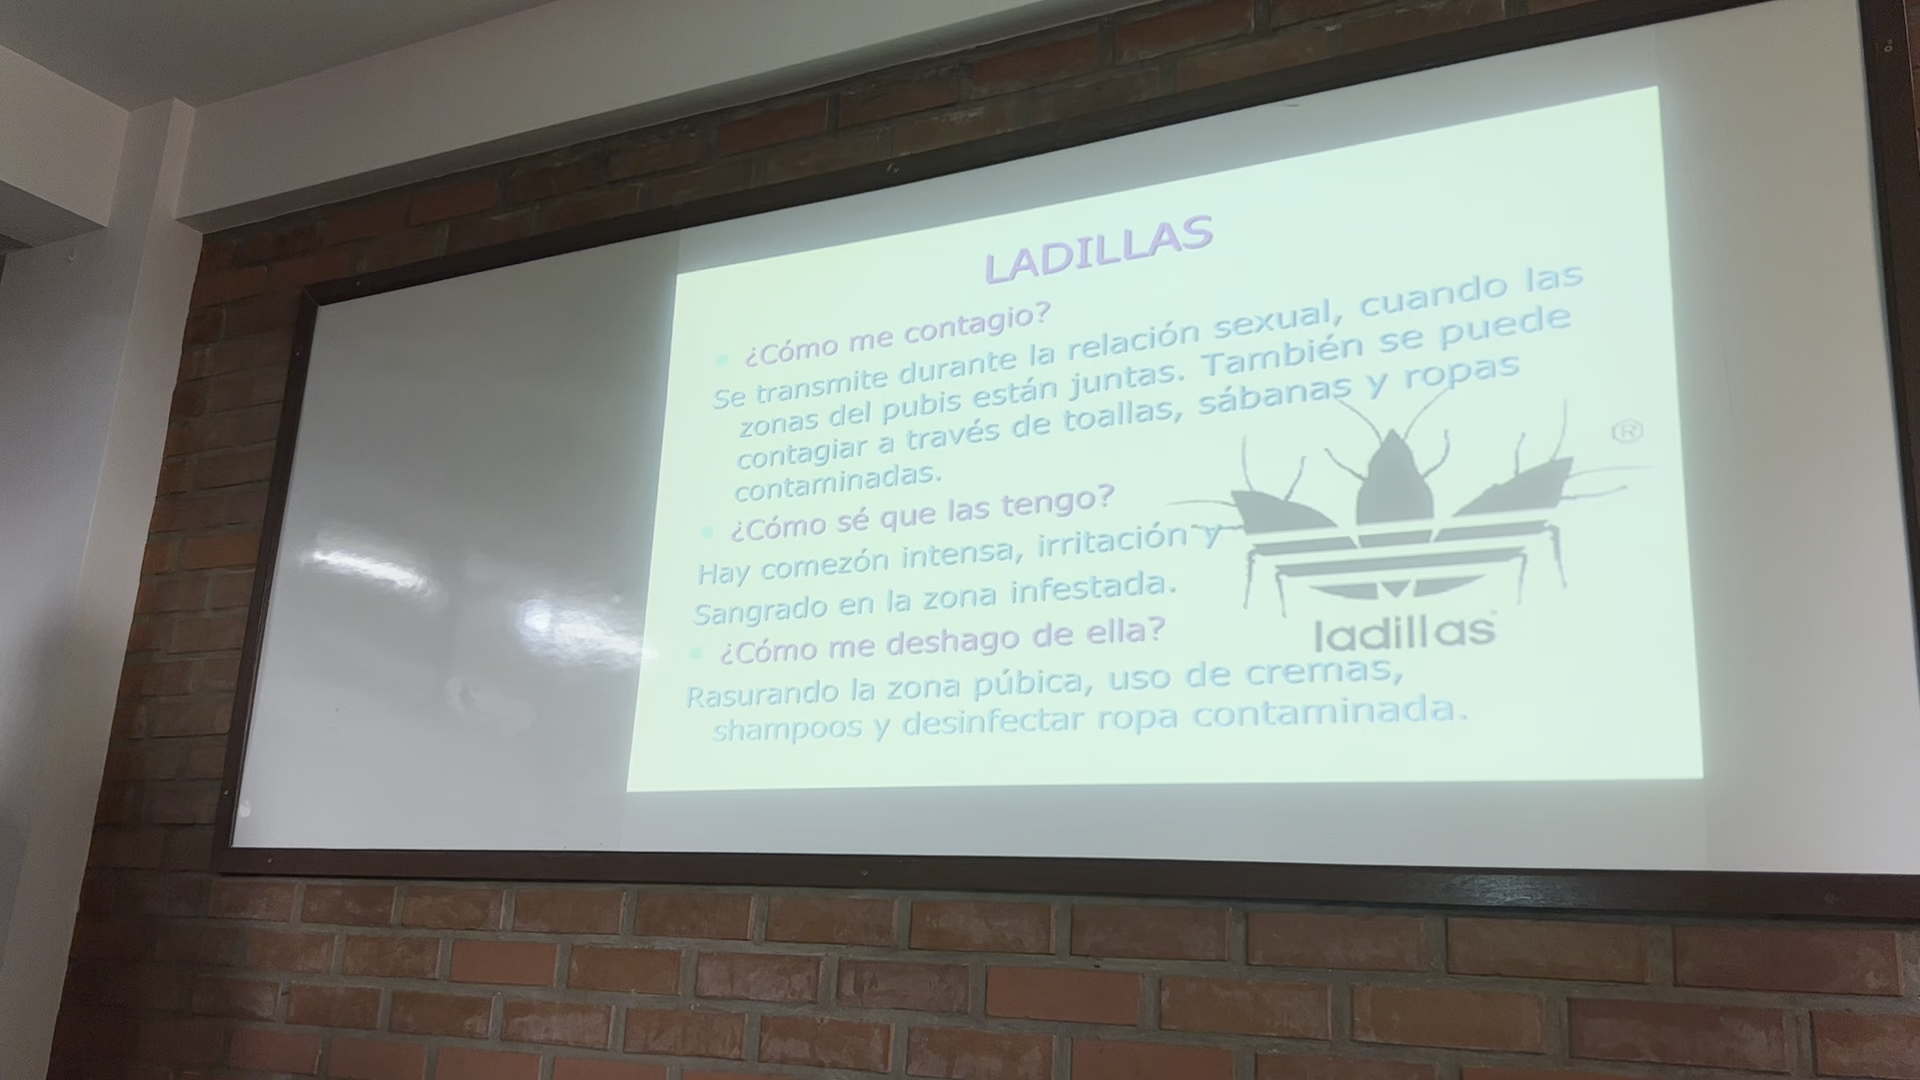 LADILLAS
¿Cómo me contagio?
Se transmite durante la relación sexual, cuando las
zonas del pubis están juntas. También se puede
contagiar a través de toallas, sábanas y ropas
contaminadas.
¿Cómo sé que las tengo?
Hay comezón intensa, irritación y
Sangrado en la zona infestada.
¿Cómo me deshago de ella?
Rasurando la zona púbica, uso de cremas,
shampoos y desinfectar ropa contaminada.
®
ladillas